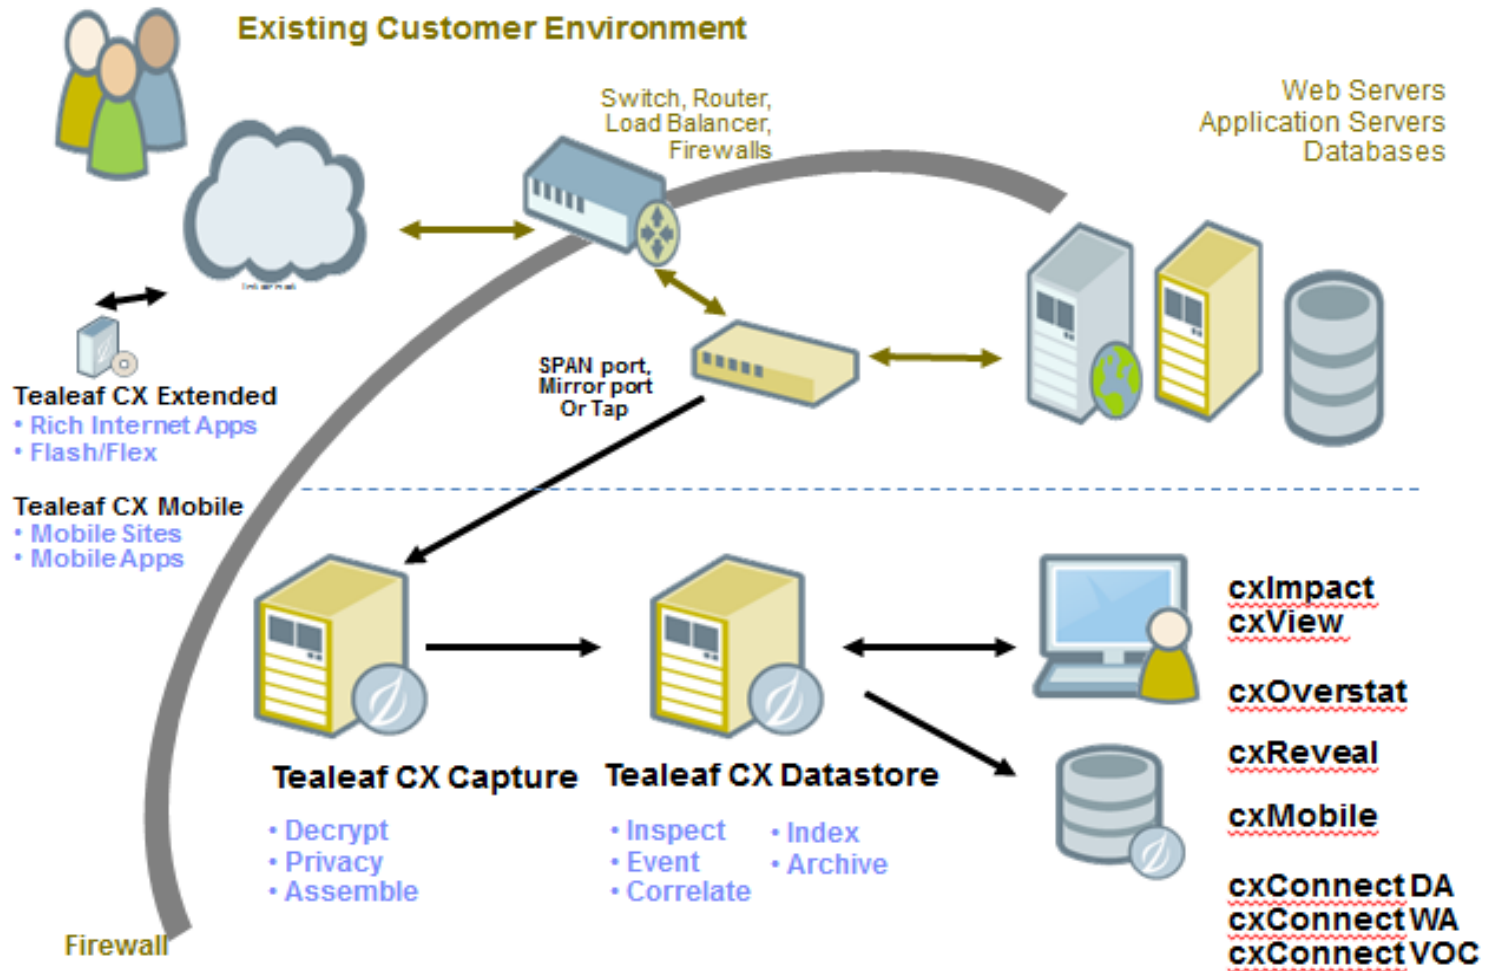 Existing Customer Environment
Switch, Router,
Load Balancer,
Firewalls
Web Servers
Application Servers
Databases
SPAN port,
Mirror port
Or Tap
Tealeaf CX Extended
• Rich Internet Apps
• Flash/Flex
Tealeaf CX Mobile
• Mobile Sites
• Mobile Apps
Tealeaf CX Capture
• Decrypt
• Privacy
• Assemble
Tealeaf CX Datastore
• Inspect
• Event
• Correlate
• Index
• Archive
cxImpact
cxView
cxOverstat
cxReveal
cxMobile
cxConnect DA
cxConnect WA
cxConnect VOC
Firewall